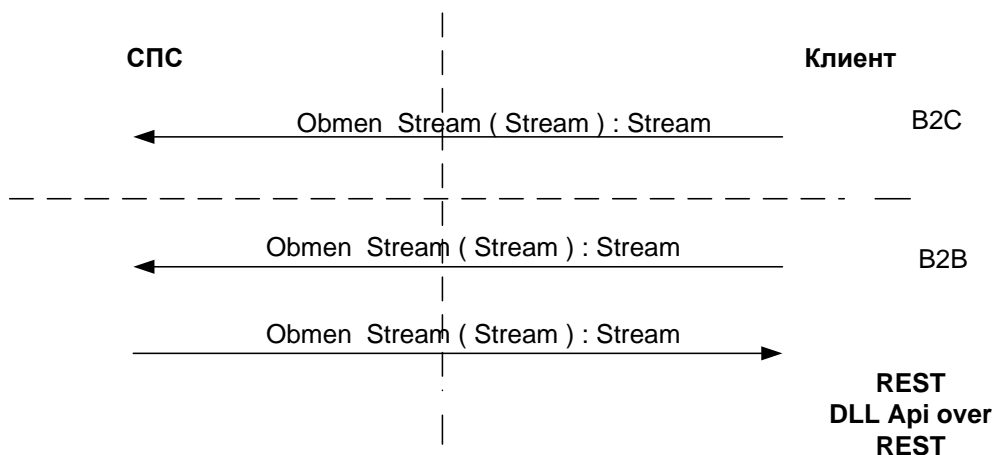 СПС
Клиент
Obmen Stream ( Stream ) : Stream
B2C
Obmen Stream ( Stream ) : Stream
B2B
Obmen Stream ( Stream ) : Stream
REST
DLL Api over
REST